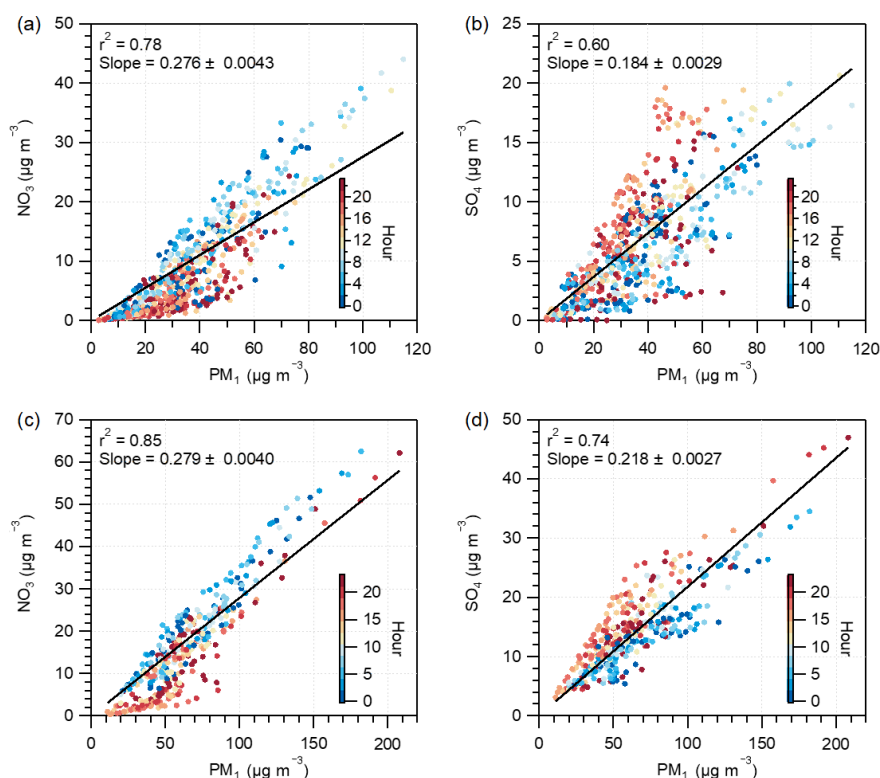 (a)
r² = 0.78
Slope = 0.276 ± 0.0043
50
40
30
20
10
0
NO₃ (µg m⁻³)
0 20 40 60 80 100 120
PM₁ (µg m⁻³)
20
16
12
8
4
0
Hour
(b)
r² = 0.60
Slope = 0.184 ± 0.0029
25
20
15
10
5
0
SO₄ (µg m⁻³)
0 20 40 60 80 100 120
PM₁ (µg m⁻³)
20
16
12
8
4
0
Hour
(c)
r² = 0.85
Slope = 0.279 ± 0.0040
70
60
50
40
30
20
10
0
NO₃ (µg m⁻³)
0 50 100 150 200
PM₁ (µg m⁻³)
20
15
10
5
0
Hour
(d)
r² = 0.74
Slope = 0.218 ± 0.0027
50
40
30
20
10
0
SO₄ (µg m⁻³)
0 50 100 150 200
PM₁ (µg m⁻³)
20
15
10
5
0
Hour